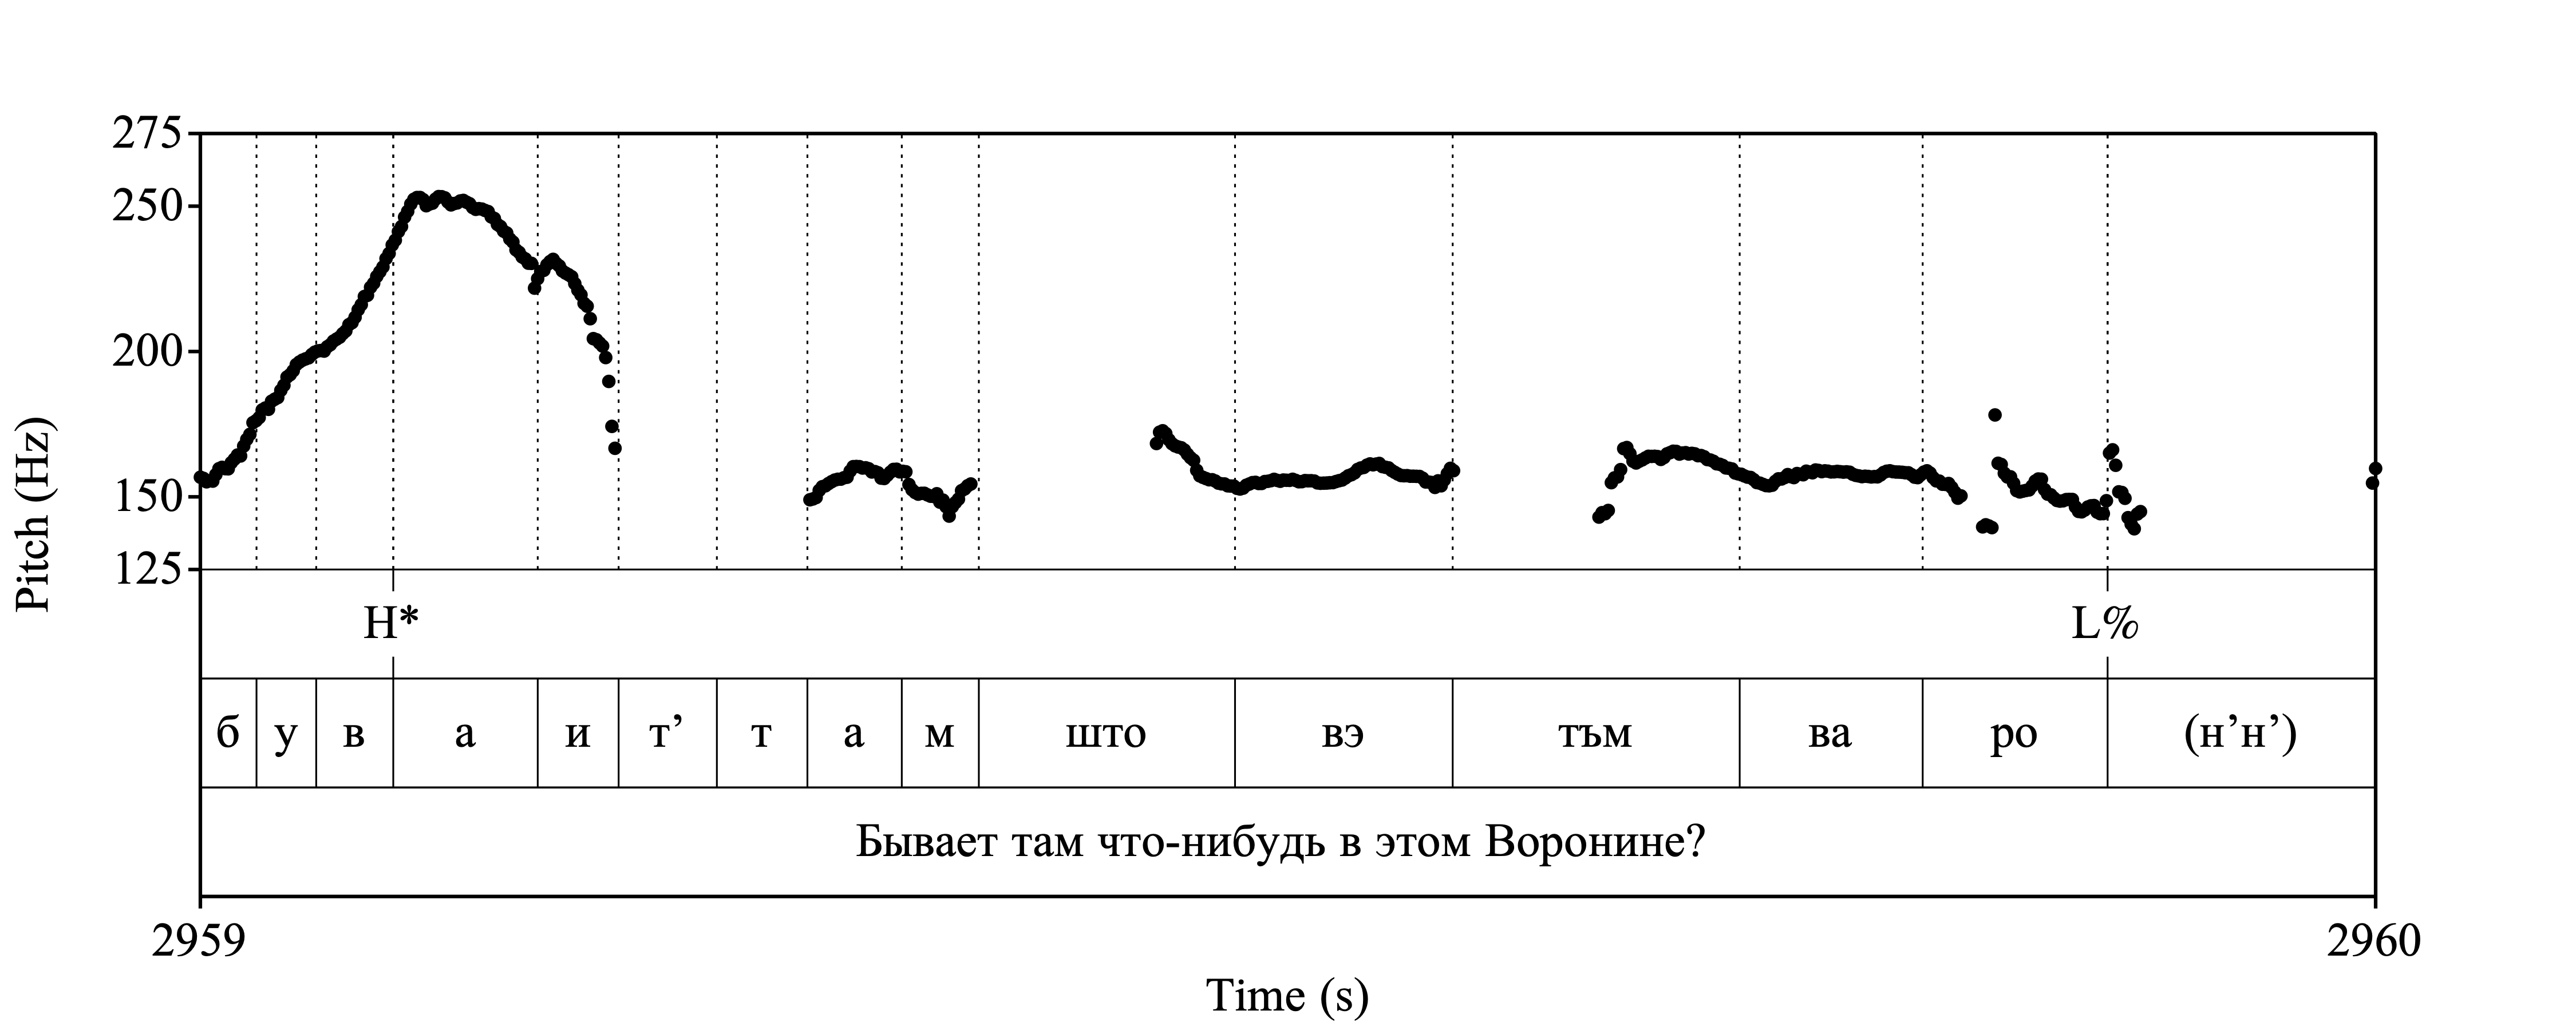 275
250
200
150
125
Pitch (Hz)
H* L%
б у в а и т’ т а м што вэ тъм ва ро (н’н’)
Бывает там что-нибудь в этом Воронине?
2959 2960
Time (s)